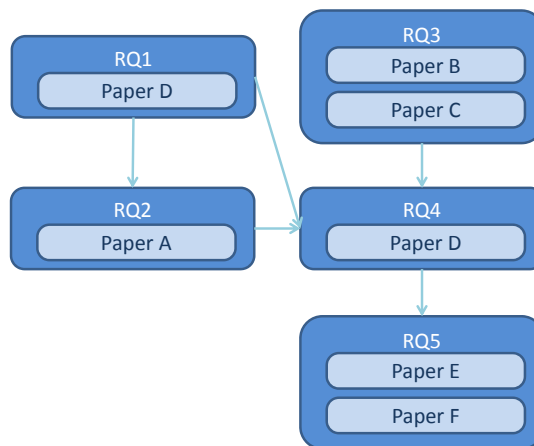 RQ1
Paper D
RQ3
Paper B
Paper C
RQ2
Paper A
RQ4
Paper D
RQ5
Paper E
Paper F